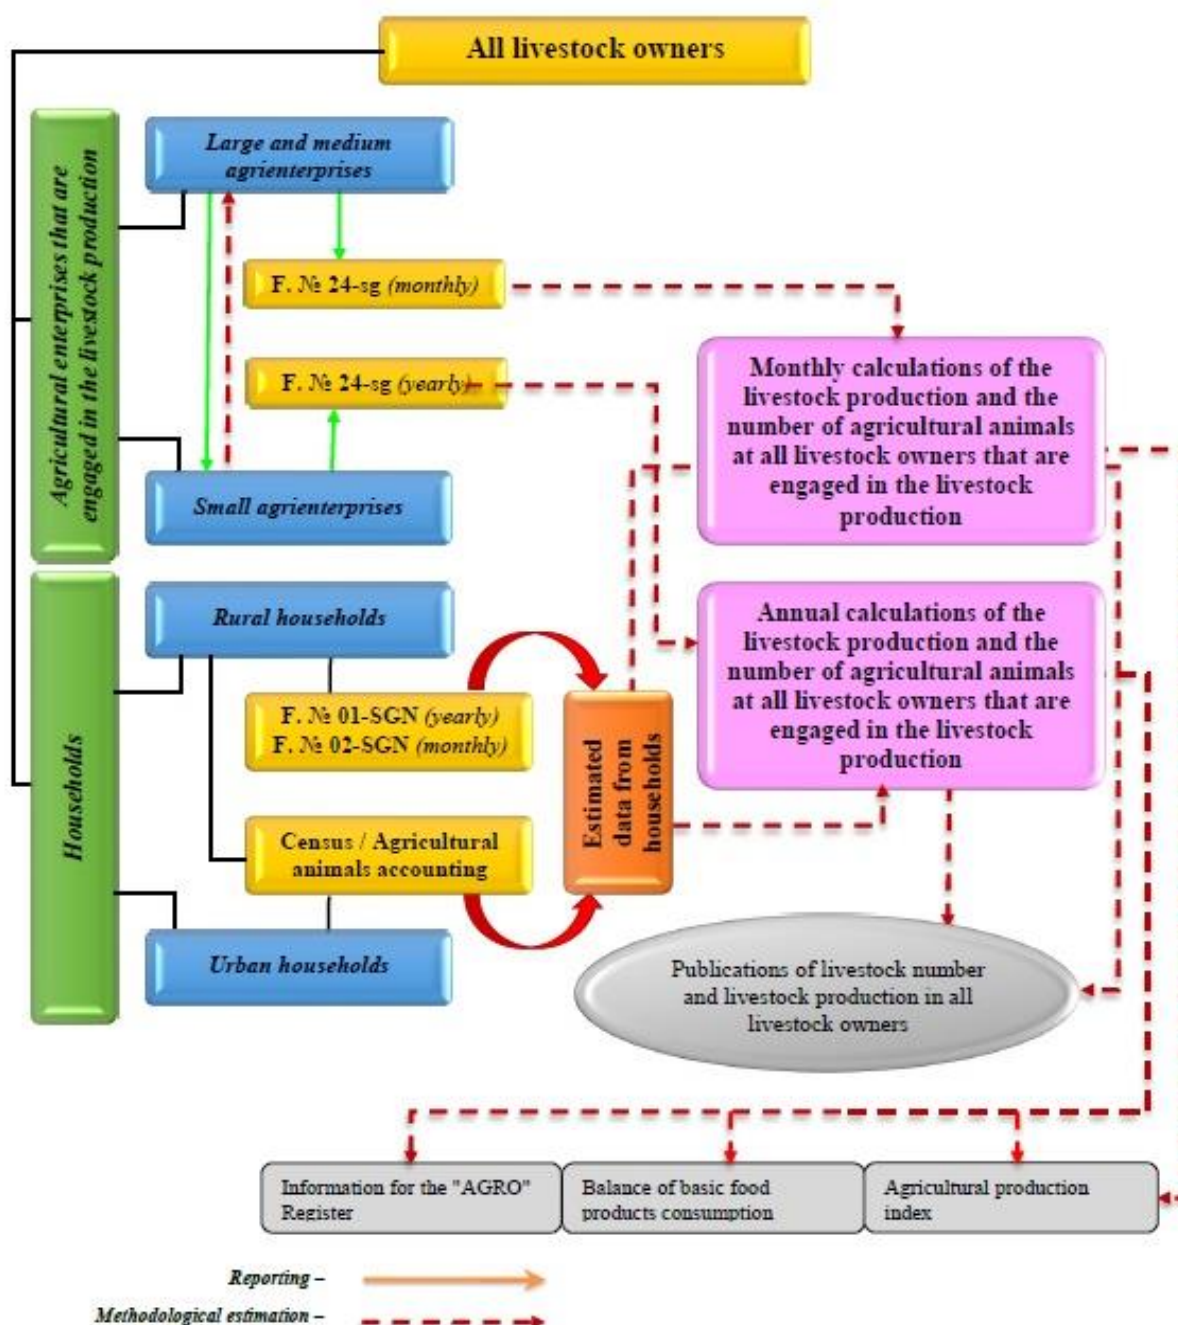 All livestock owners
Agricultural enterprises that are
engaged in the livestock production
Large and medium
agrienterprises
F. № 24-sg (monthly)
F. № 24-sg (yearly)
Small agrienterprises
Monthly calculations of the
livestock production and the
number of agricultural animals
at all livestock owners that are
engaged in the livestock
production
Households
Rural households
F. № 01-SGN (yearly)
F. № 02-SGN (monthly)
Census / Agricultural
animals accounting
Urban households
Estimated
data from
households
Annual calculations of the
livestock production and the
number of agricultural animals
at all livestock owners that are
engaged in the livestock
production
Publications of livestock number
and livestock production in all
livestock owners
Information for the "AGRO"
Register
Balance of basic food
products consumption
Agricultural production
index
Reporting –
Methodological estimation –